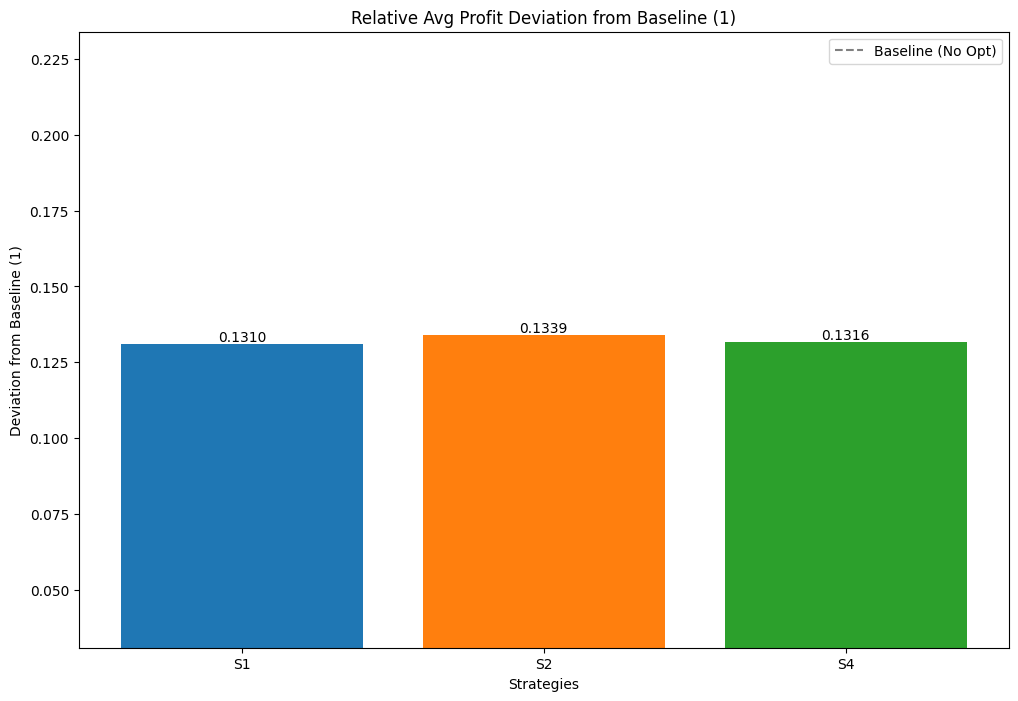 Relative Avg Profit Deviation from Baseline (1)
Baseline (No Opt)
Deviation from Baseline (1)
0.225
0.200
0.175
0.150
0.125
0.100
0.075
0.050
0.1310
0.1339
0.1316
S1
S2
S4
Strategies